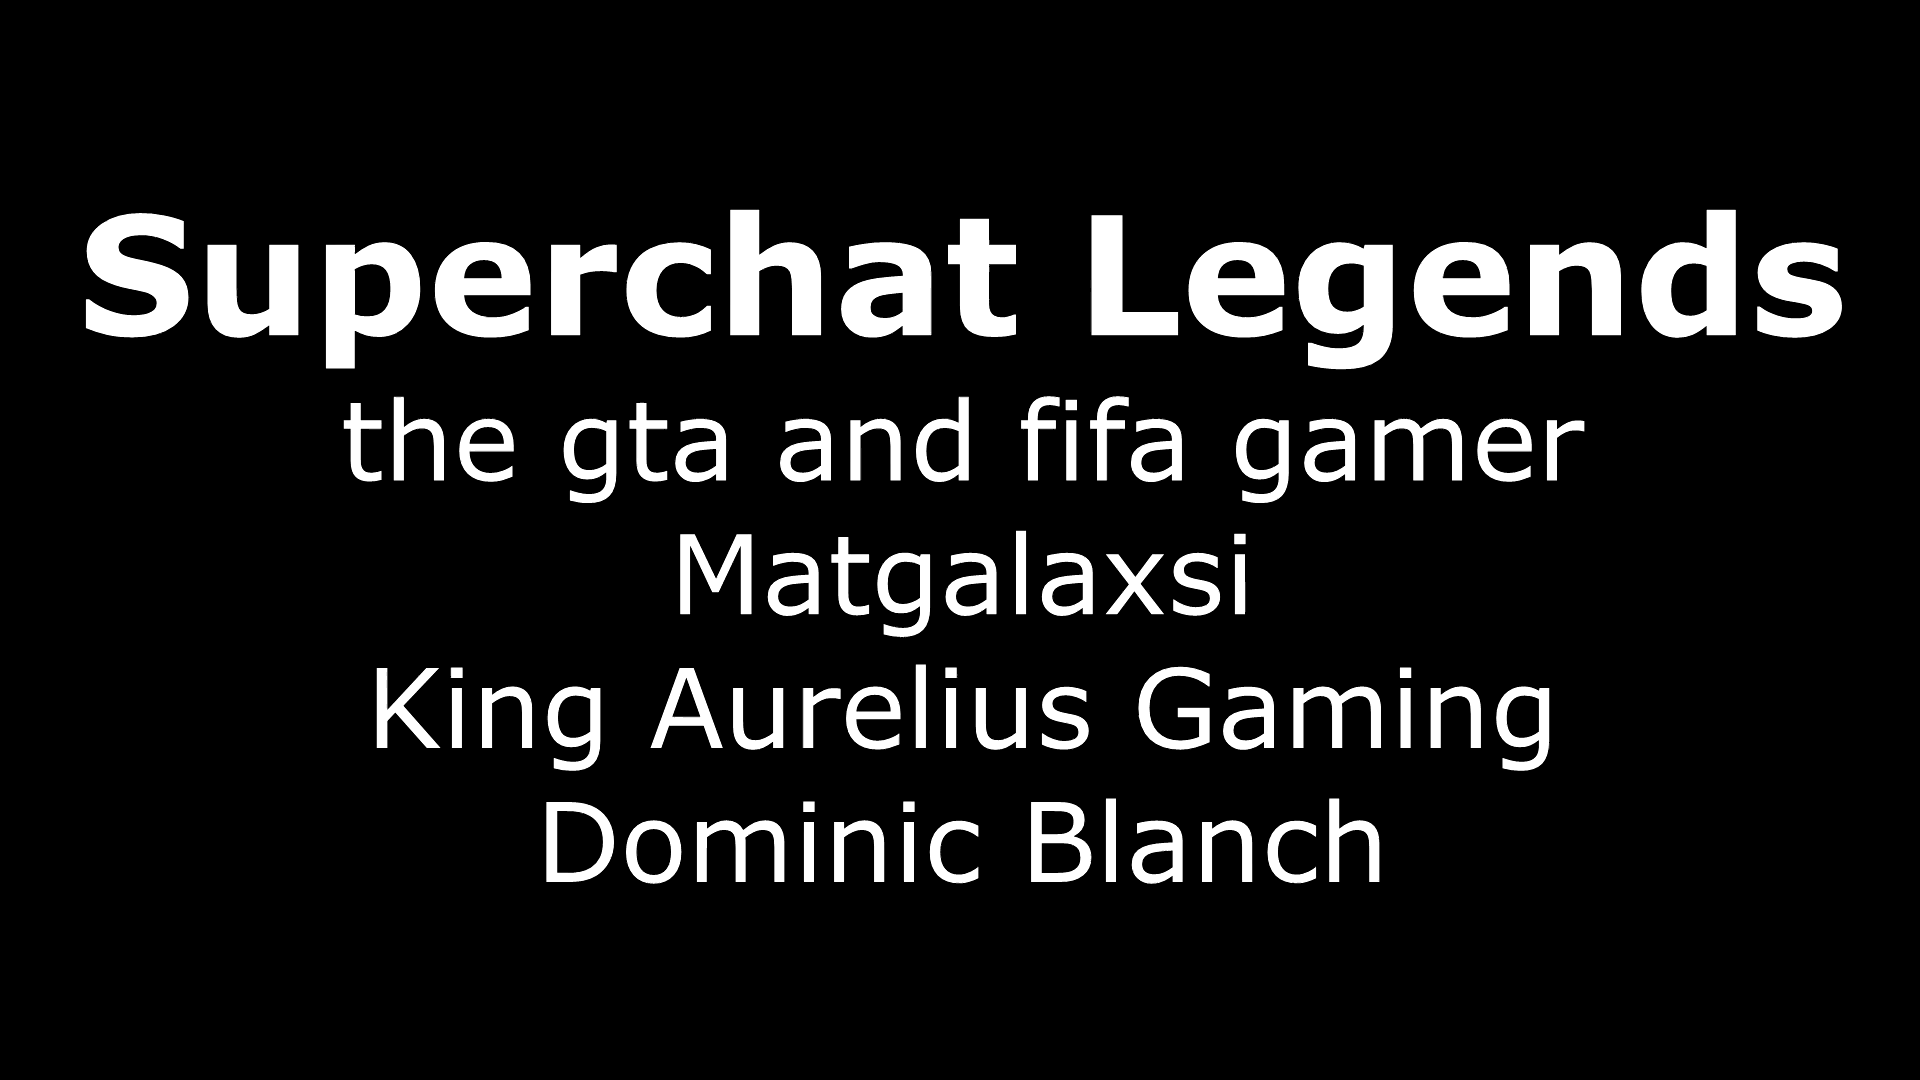 Superchat Legends
the gta and fifa gamer
Matgalaxsi
King Aurelius Gaming
Dominic Blanch